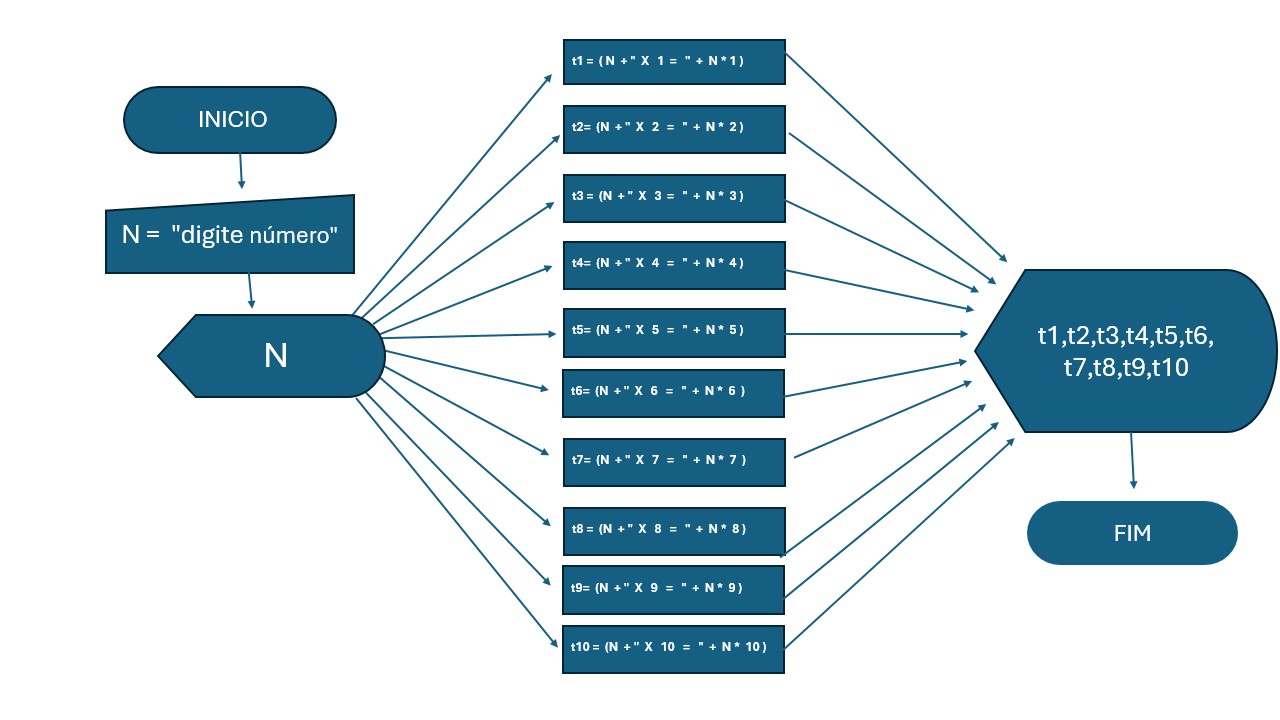 INICIO
N = "digite número"
N
t1 = ( N +" X 1 = " + N * 1 )
t2= (N +" X 2 = " + N * 2 )
t3 = (N +" X 3 = " + N * 3 )
t4= (N +" X 4 = " + N * 4 )
t5= (N +" X 5 = " + N * 5 )
t6= (N +" X 6 = " + N * 6 )
t7= (N +" X 7 = " + N * 7 )
t8 = (N +" X 8 = " + N * 8 )
t9= (N +" X 9 = " + N * 9 )
t10 = (N +" X 10 = " + N * 10 )
t1,t2,t3,t4,t5,t6,
t7,t8,t9,t10
FIM